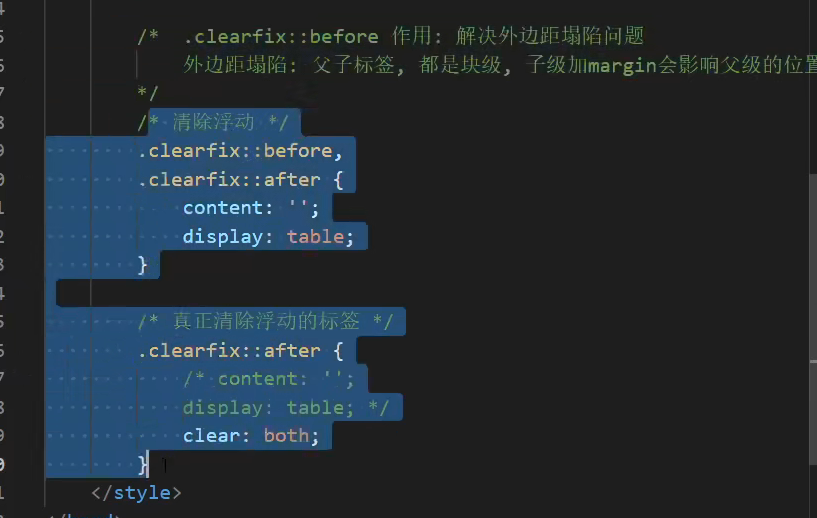 /* .clearfix::before 作用: 解决外边距塌陷问题
外边距塌陷: 父子标签, 都是块级, 子级加margin会影响父级的位置
*/
/* 清除浮动 */
.clearfix::before,
.clearfix::after {
content: '';
display: table;
}
/* 真正清除浮动的标签 */
.clearfix::after {
/* content: '';
display: table; */
clear: both;
}
</style>